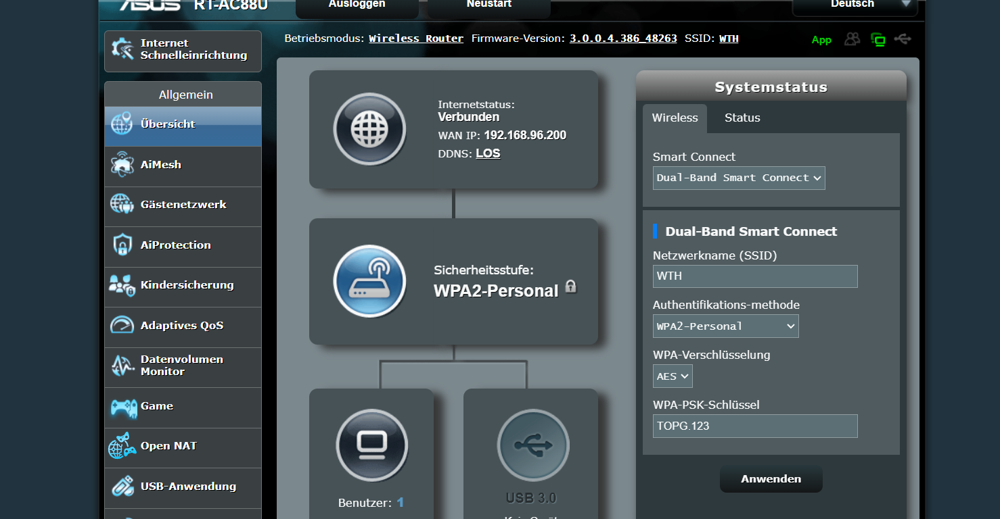 ASUS RT-AC88U Ausloggen Neustart Deutsch
Betriebsmodus: Wireless Router Firmware-Version: 3.0.0.4.386_48263 SSID: WTH
App
Internet
Schnelleinrichtung
Allgemein
Übersicht
AiMesh
Gästenetzwerk
AiProtection
Kindersicherung
Adaptives QoS
Datenvolumen
Monitor
Game
Open NAT
USB-Anwendung
Internetstatus:
Verbunden
WAN IP: 192.168.96.200
DDNS: LOS
Sicherheitsstufe:
WPA2-Personal
Benutzer: 1
USB 3.0
Systemstatus
Wireless Status
Smart Connect
Dual-Band Smart Connect
Dual-Band Smart Connect
Netzwerkname (SSID)
WTH
Authentifikations-methode
WPA2-Personal
WPA-Verschlüsselung
AES
WPA-PSK-Schlüssel
TOPG.123
Anwenden